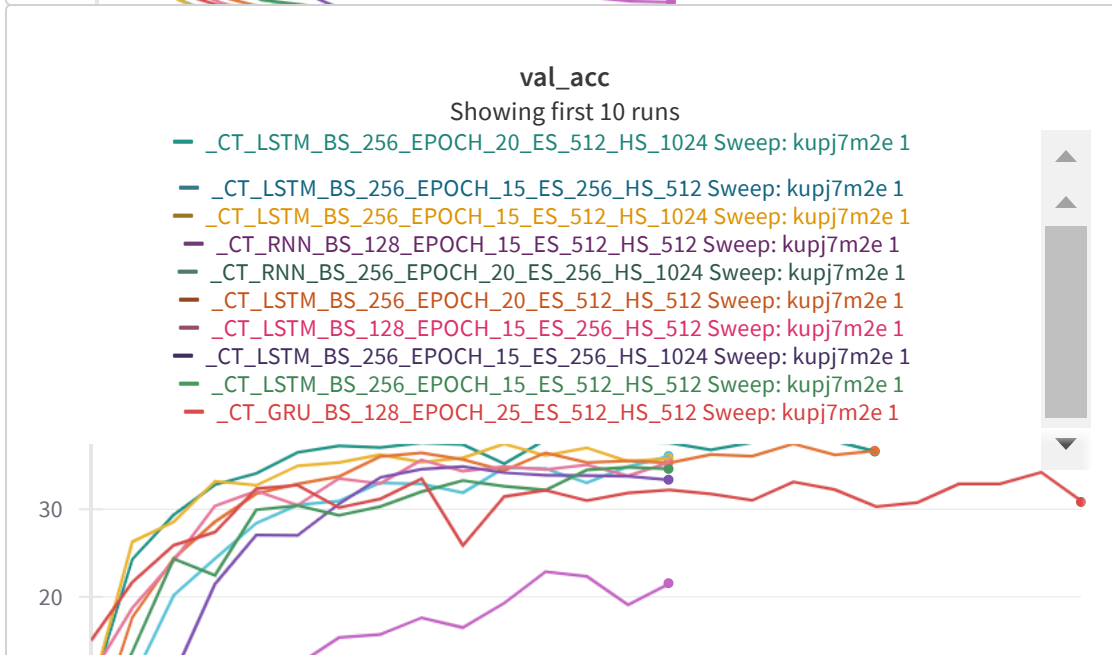 val_acc
Showing first 10 runs
_CT_LSTM_BS_256_EPOCH_20_ES_512_HS_1024 Sweep: kupj7m2e 1
_CT_LSTM_BS_256_EPOCH_15_ES_256_HS_512 Sweep: kupj7m2e 1
_CT_LSTM_BS_256_EPOCH_15_ES_512_HS_1024 Sweep: kupj7m2e 1
_CT_RNN_BS_128_EPOCH_15_ES_512_HS_512 Sweep: kupj7m2e 1
_CT_RNN_BS_256_EPOCH_20_ES_256_HS_1024 Sweep: kupj7m2e 1
_CT_LSTM_BS_256_EPOCH_20_ES_512_HS_512 Sweep: kupj7m2e 1
_CT_LSTM_BS_128_EPOCH_15_ES_256_HS_512 Sweep: kupj7m2e 1
_CT_LSTM_BS_256_EPOCH_15_ES_256_HS_1024 Sweep: kupj7m2e 1
_CT_LSTM_BS_256_EPOCH_15_ES_512_HS_512 Sweep: kupj7m2e 1
_CT_GRU_BS_128_EPOCH_25_ES_512_HS_512 Sweep: kupj7m2e 1
30
20